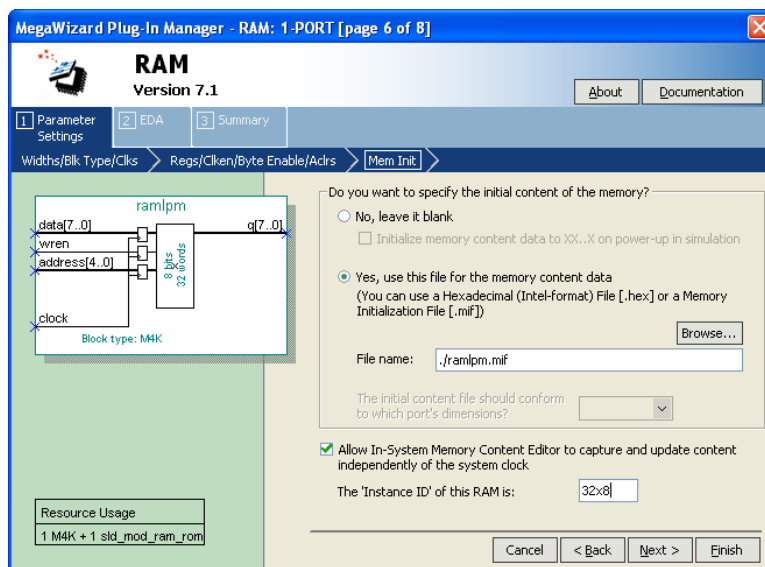 MegaWizard Plug-In Manager - RAM: 1-PORT [page 6 of 8]
RAM
Version 7.1
About
Documentation
1 Parameter Settings
2 EDA
3 Summary
Widths/Blk Type/Clks
Regs/Clken/Byte Enable/Aclrs
Mem Init
ramlpm
data[7..0]
q[7..0]
wren
address[4..0]
8 bits
32 words
clock
Block type: M4K
Do you want to specify the initial content of the memory?
No, leave it blank
Initialize memory content data to XX..X on power-up in simulation
Yes, use this file for the memory content data
(You can use a Hexadecimal (Intel-format) File [.hex] or a Memory
Initialization File [.mif])
Browse...
File name: ./ramlpm.mif
The initial content file should conform
to which port's dimensions?
Allow In-System Memory Content Editor to capture and update content
independently of the system clock
The 'Instance ID' of this RAM is: 32x8
Resource Usage
1 M4K + 1 sld_mod_ram_rom
Cancel
< Back
Next >
Finish